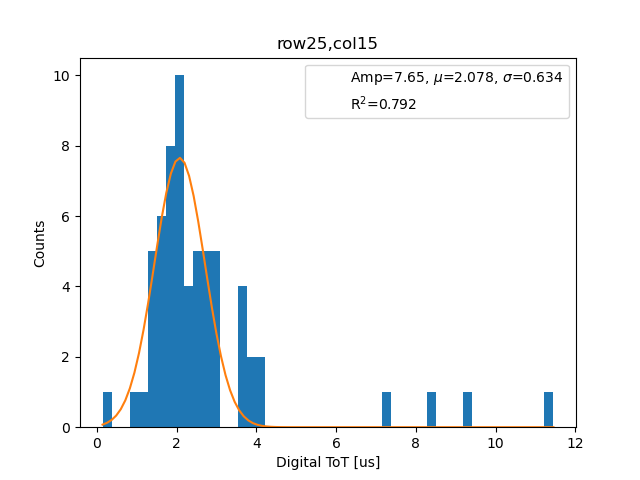 row25,col15
Amp=7.65, μ=2.078, σ=0.634
R²=0.792
Counts
10
8
6
4
2
0
0 2 4 6 8 10 12
Digital ToT [us]